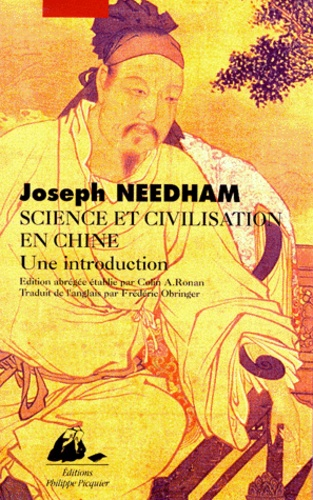 Joseph NEEDHAM
SCIENCE ET CIVILISATION
EN CHINE
Une introduction
Edition abrégée établie par Colin A.Ronan
Traduit de l'anglais par Frédéric Obringer
Éditions
Philippe Picquier